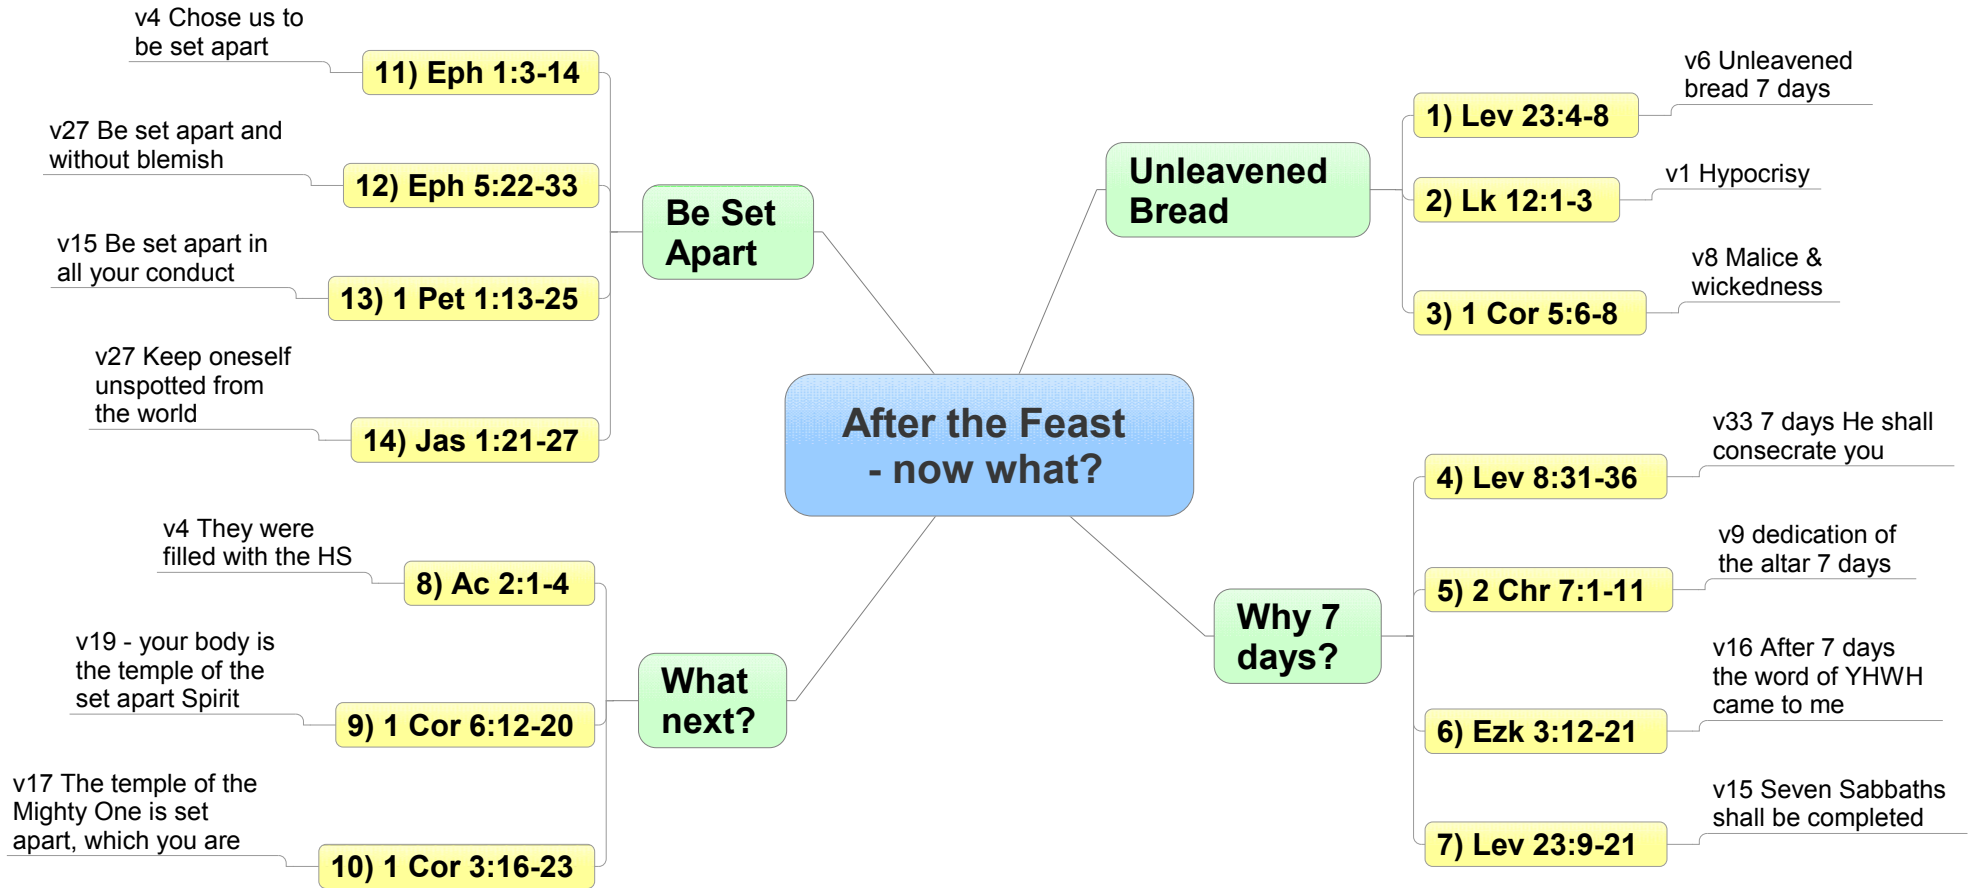 After the Feast
- now what?
Unleavened
Bread
1) Lev 23:4-8
v6 Unleavened
bread 7 days
2) Lk 12:1-3
v1 Hypocrisy
3) 1 Cor 5:6-8
v8 Malice &
wickedness
Why 7
days?
4) Lev 8:31-36
v33 7 days He shall
consecrate you
5) 2 Chr 7:1-11
v9 dedication of
the altar 7 days
6) Ezk 3:12-21
v16 After 7 days
the word of YHWH
came to me
7) Lev 23:9-21
v15 Seven Sabbaths
shall be completed
What
next?
8) Ac 2:1-4
v4 They were
filled with the HS
9) 1 Cor 6:12-20
v19 - your body is
the temple of the
set apart Spirit
10) 1 Cor 3:16-23
v17 The temple of the
Mighty One is set
apart, which you are
Be Set
Apart
11) Eph 1:3-14
v4 Chose us to
be set apart
12) Eph 5:22-33
v27 Be set apart and
without blemish
13) 1 Pet 1:13-25
v15 Be set apart in
all your conduct
14) Jas 1:21-27
v27 Keep oneself
unspotted from
the world